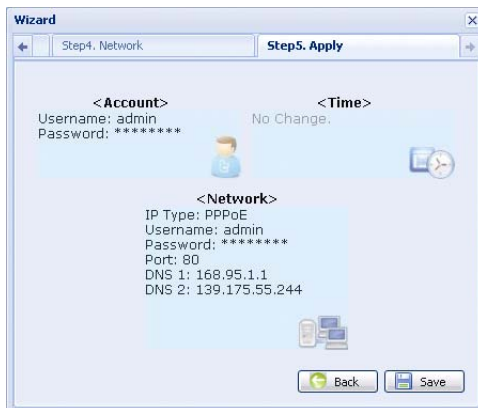 Wizard
Step4. Network
Step5. Apply
<Account>
Username: admin
Password: ********
<Time>
No Change.
<Network>
IP Type: PPPoE
Username: admin
Password: ********
Port: 80
DNS 1: 168.95.1.1
DNS 2: 139.175.55.244
Back
Save